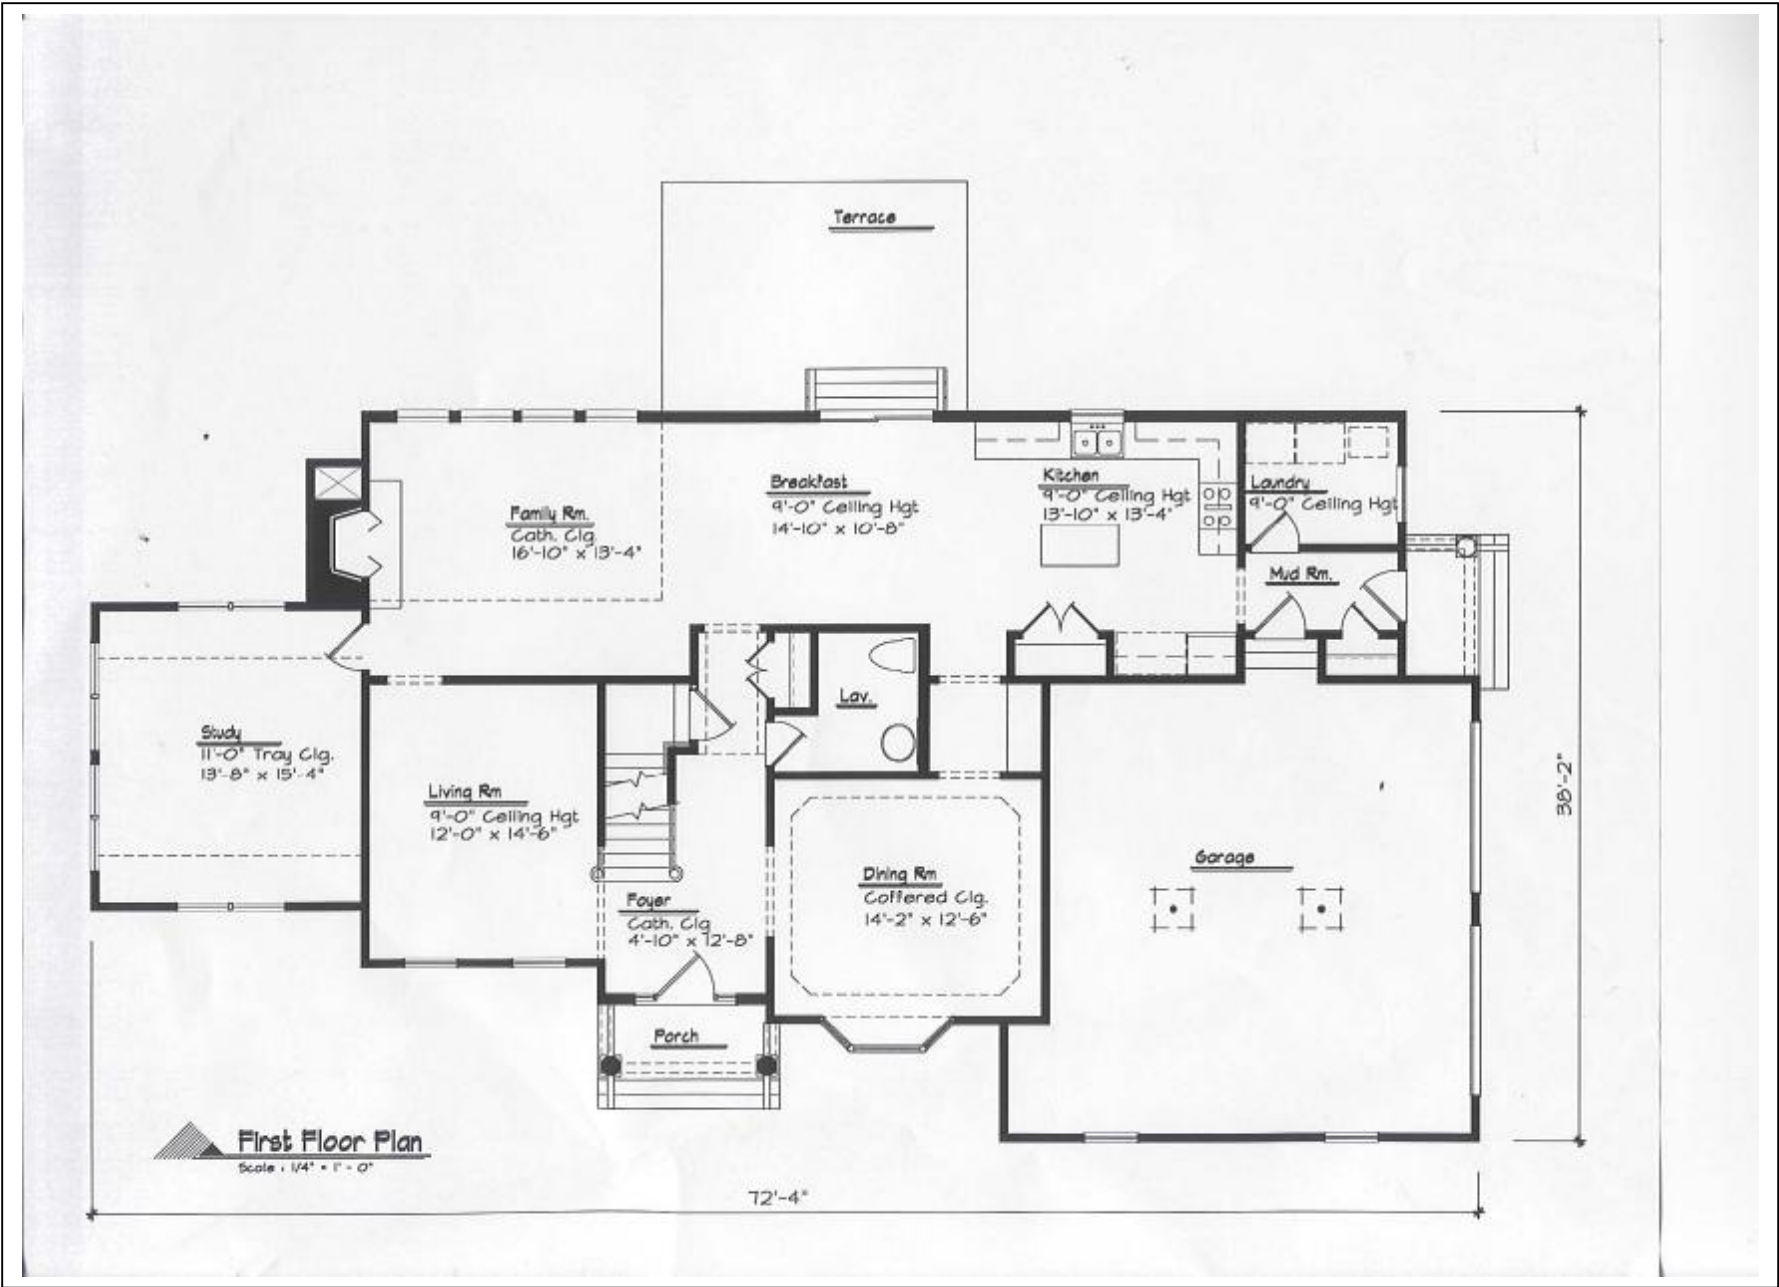 Terrace
Family Rm.
Cath. Clg.
16'-10" x 13'-4"
Breakfast
9'-0" Ceiling Hgt
14'-10" x 10'-8"
Kitchen
9'-0" Ceiling Hgt
13'-10" x 13'-4"
Laundry
9'-0" Ceiling Hgt
Mud Rm.
Study
11'-0" Tray Clg.
13'-8" x 15'-4"
Living Rm
9'-0" Ceiling Hgt
12'-0" x 14'-6"
Lav.
Foyer
Cath. Clg
4'-10" x 12'-8"
Dining Rm
Coffered Clg.
14'-2" x 12'-6"
Garage
38'-2"
Porch
First Floor Plan
Scale : 1/4" = 1' - 0"
72'-4"